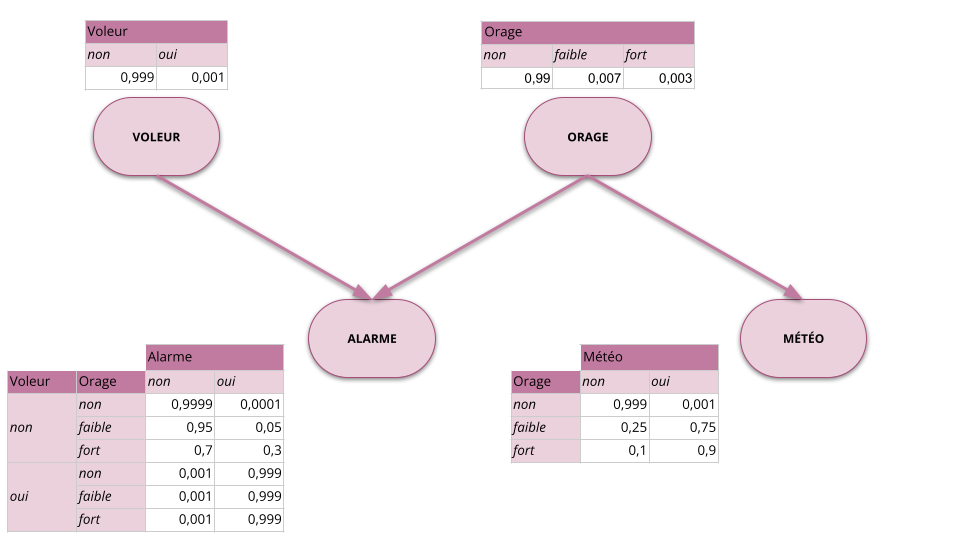 Voleur
non oui
0,999 0,001
Orage
non faible fort
0,99 0,007 0,003
VOLEUR
ORAGE
ALARME
MÉTÉO
Alarme
Voleur Orage non oui
non non 0,9999 0,0001
faible 0,95 0,05
fort 0,7 0,3
oui non 0,001 0,999
faible 0,001 0,999
fort 0,001 0,999
Météo
Orage non oui
non 0,999 0,001
faible 0,25 0,75
fort 0,1 0,9